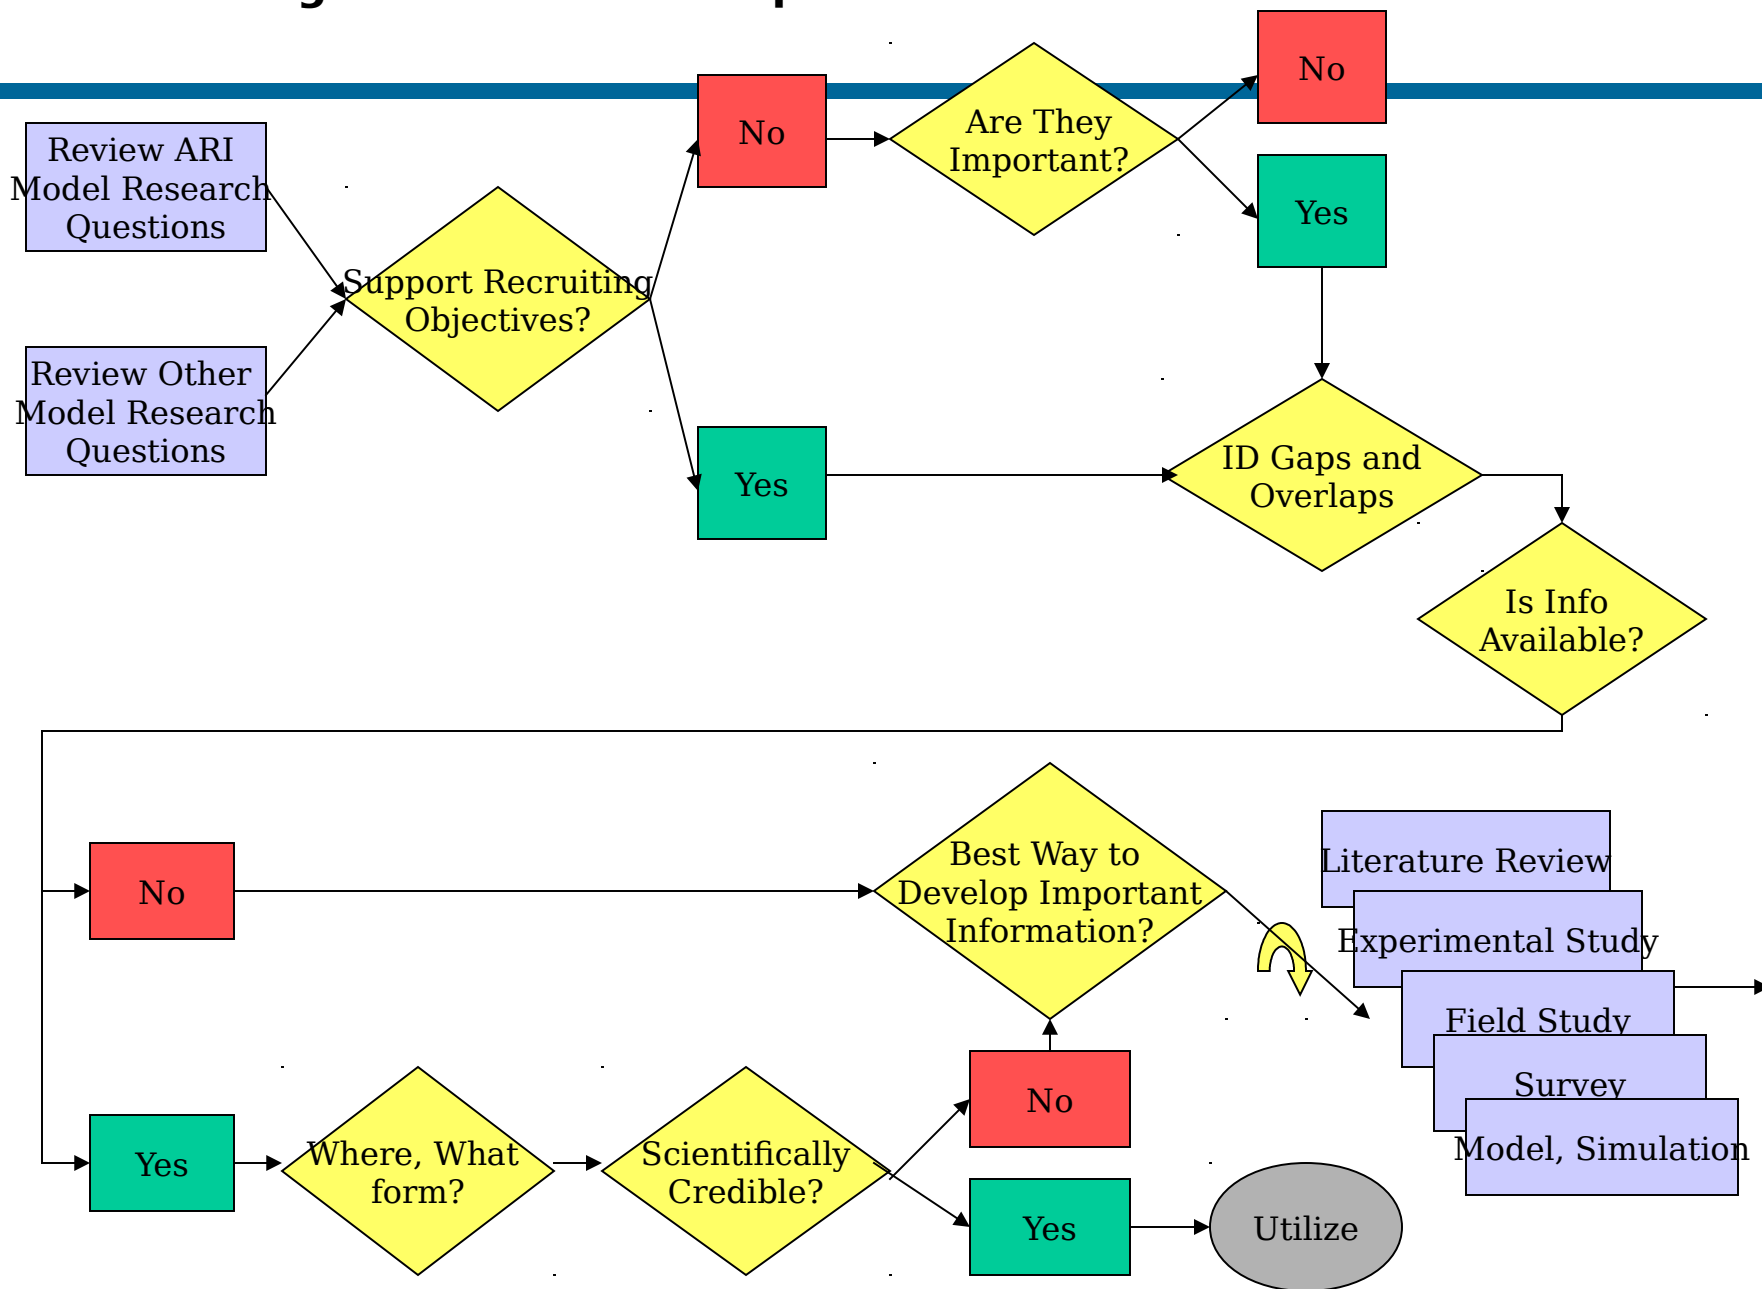 No
Are They
Important?
No
Review ARI
Model Research
Questions
Yes
Support Recruiting
Objectives?
Review Other
Model Research
Questions
Yes
ID Gaps and
Overlaps
Is Info
Available?
No
Best Way to
Develop Important
Information?
Literature Review
Experimental Study
Field Study
Survey
Model, Simulation
No
Yes
Where, What
form?
Scientifically
Credible?
Yes
Utilize